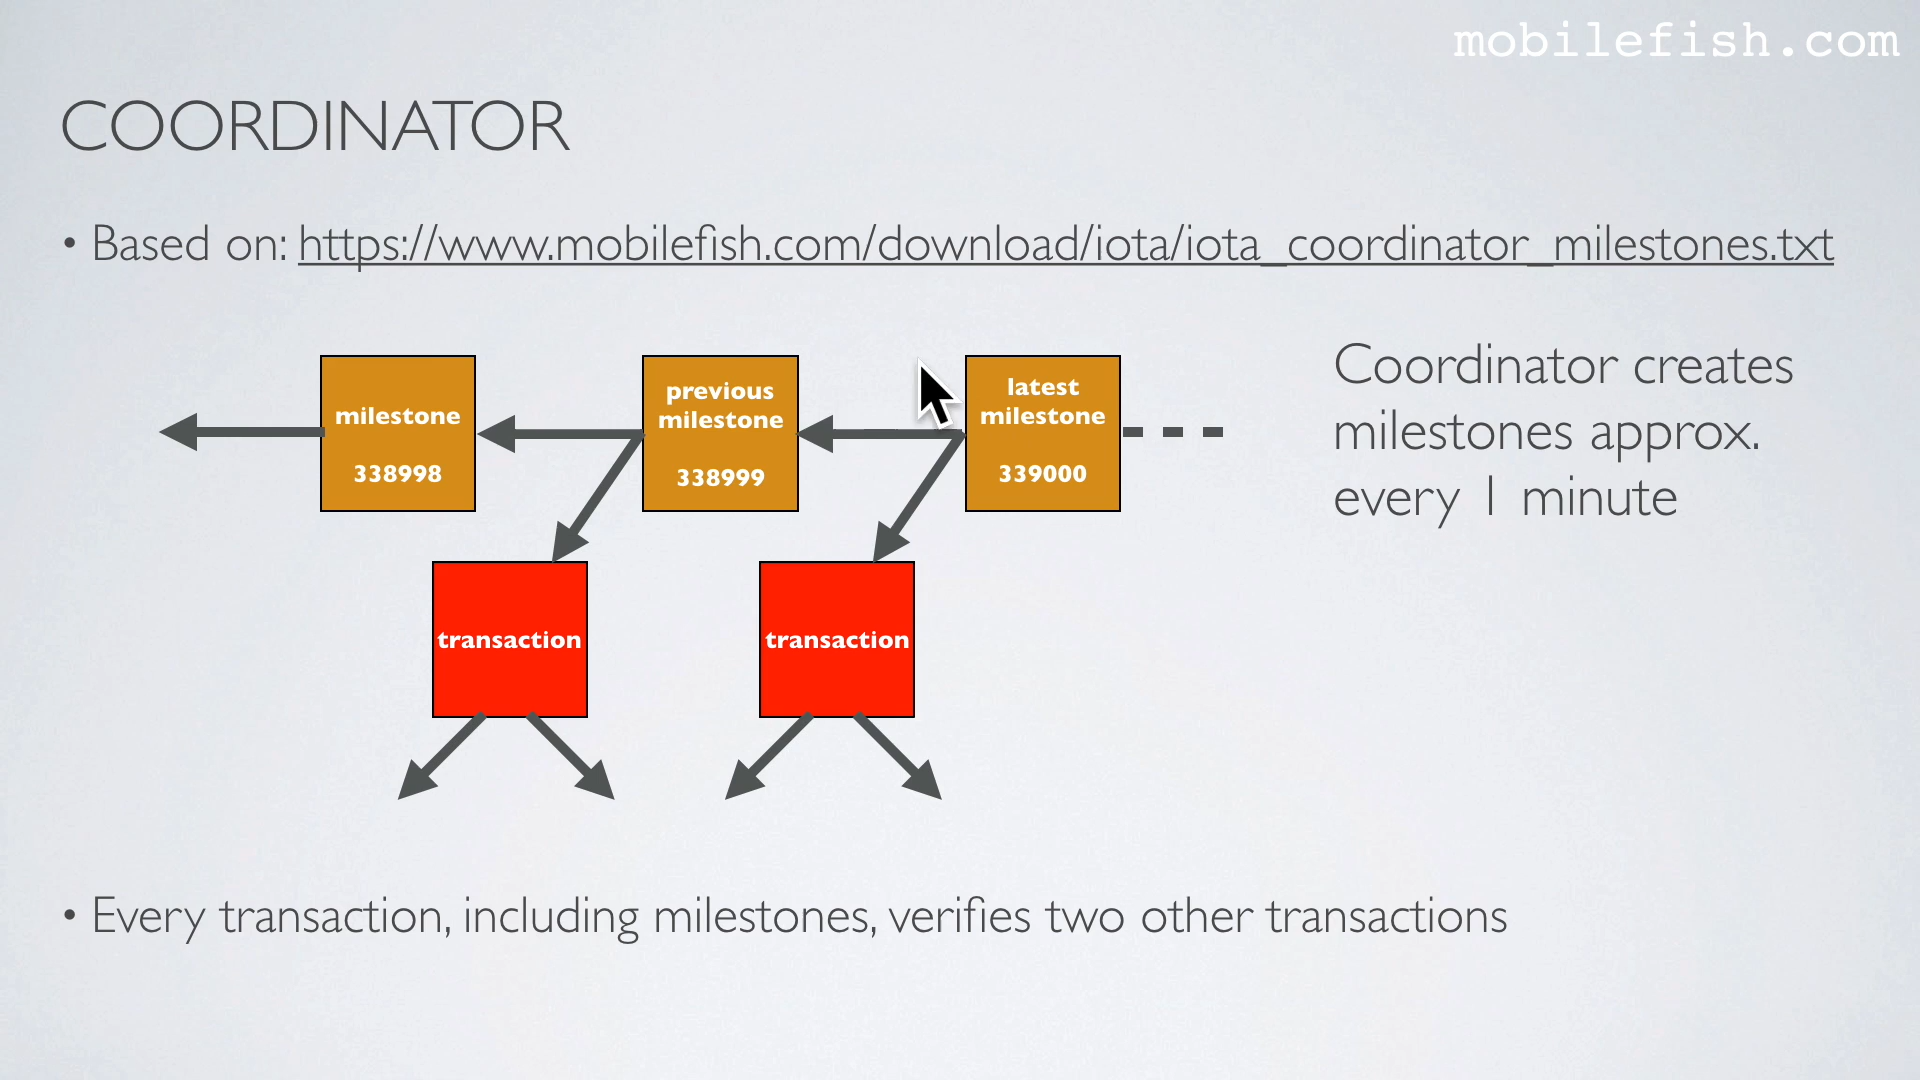 mobilefish.com
COORDINATOR
• Based on: https://www.mobilefish.com/download/iota/iota_coordinator_milestones.txt
milestone
338998
previous
milestone
338999
latest
milestone
339000
Coordinator creates
milestones approx.
every 1 minute
transaction
transaction
• Every transaction, including milestones, verifies two other transactions